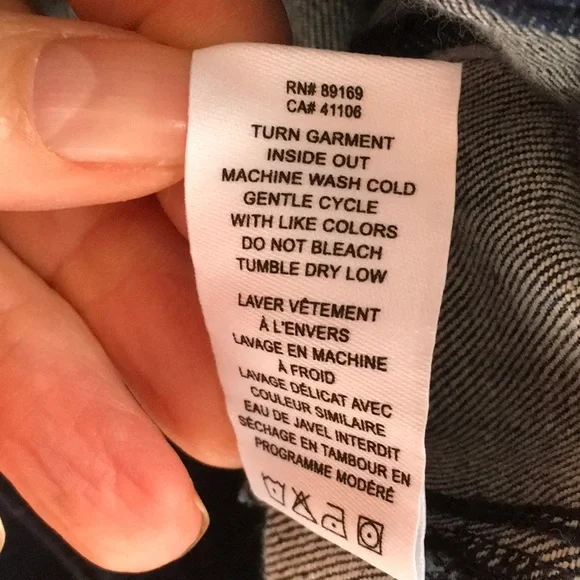 RN# 89169
CA# 41106
TURN GARMENT
INSIDE OUT
MACHINE WASH COLD
GENTLE CYCLE
WITH LIKE COLORS
DO NOT BLEACH
TUMBLE DRY LOW
LAVER VÊTEMENT
À L'ENVERS
LAVAGE EN MACHINE
À FROID
LAVAGE DÉLICAT AVEC
COULEUR SIMILAIRE
EAU DE JAVEL INTERDIT
SÉCHAGE EN TAMBOUR EN
PROGRAMME MODÉRÉ